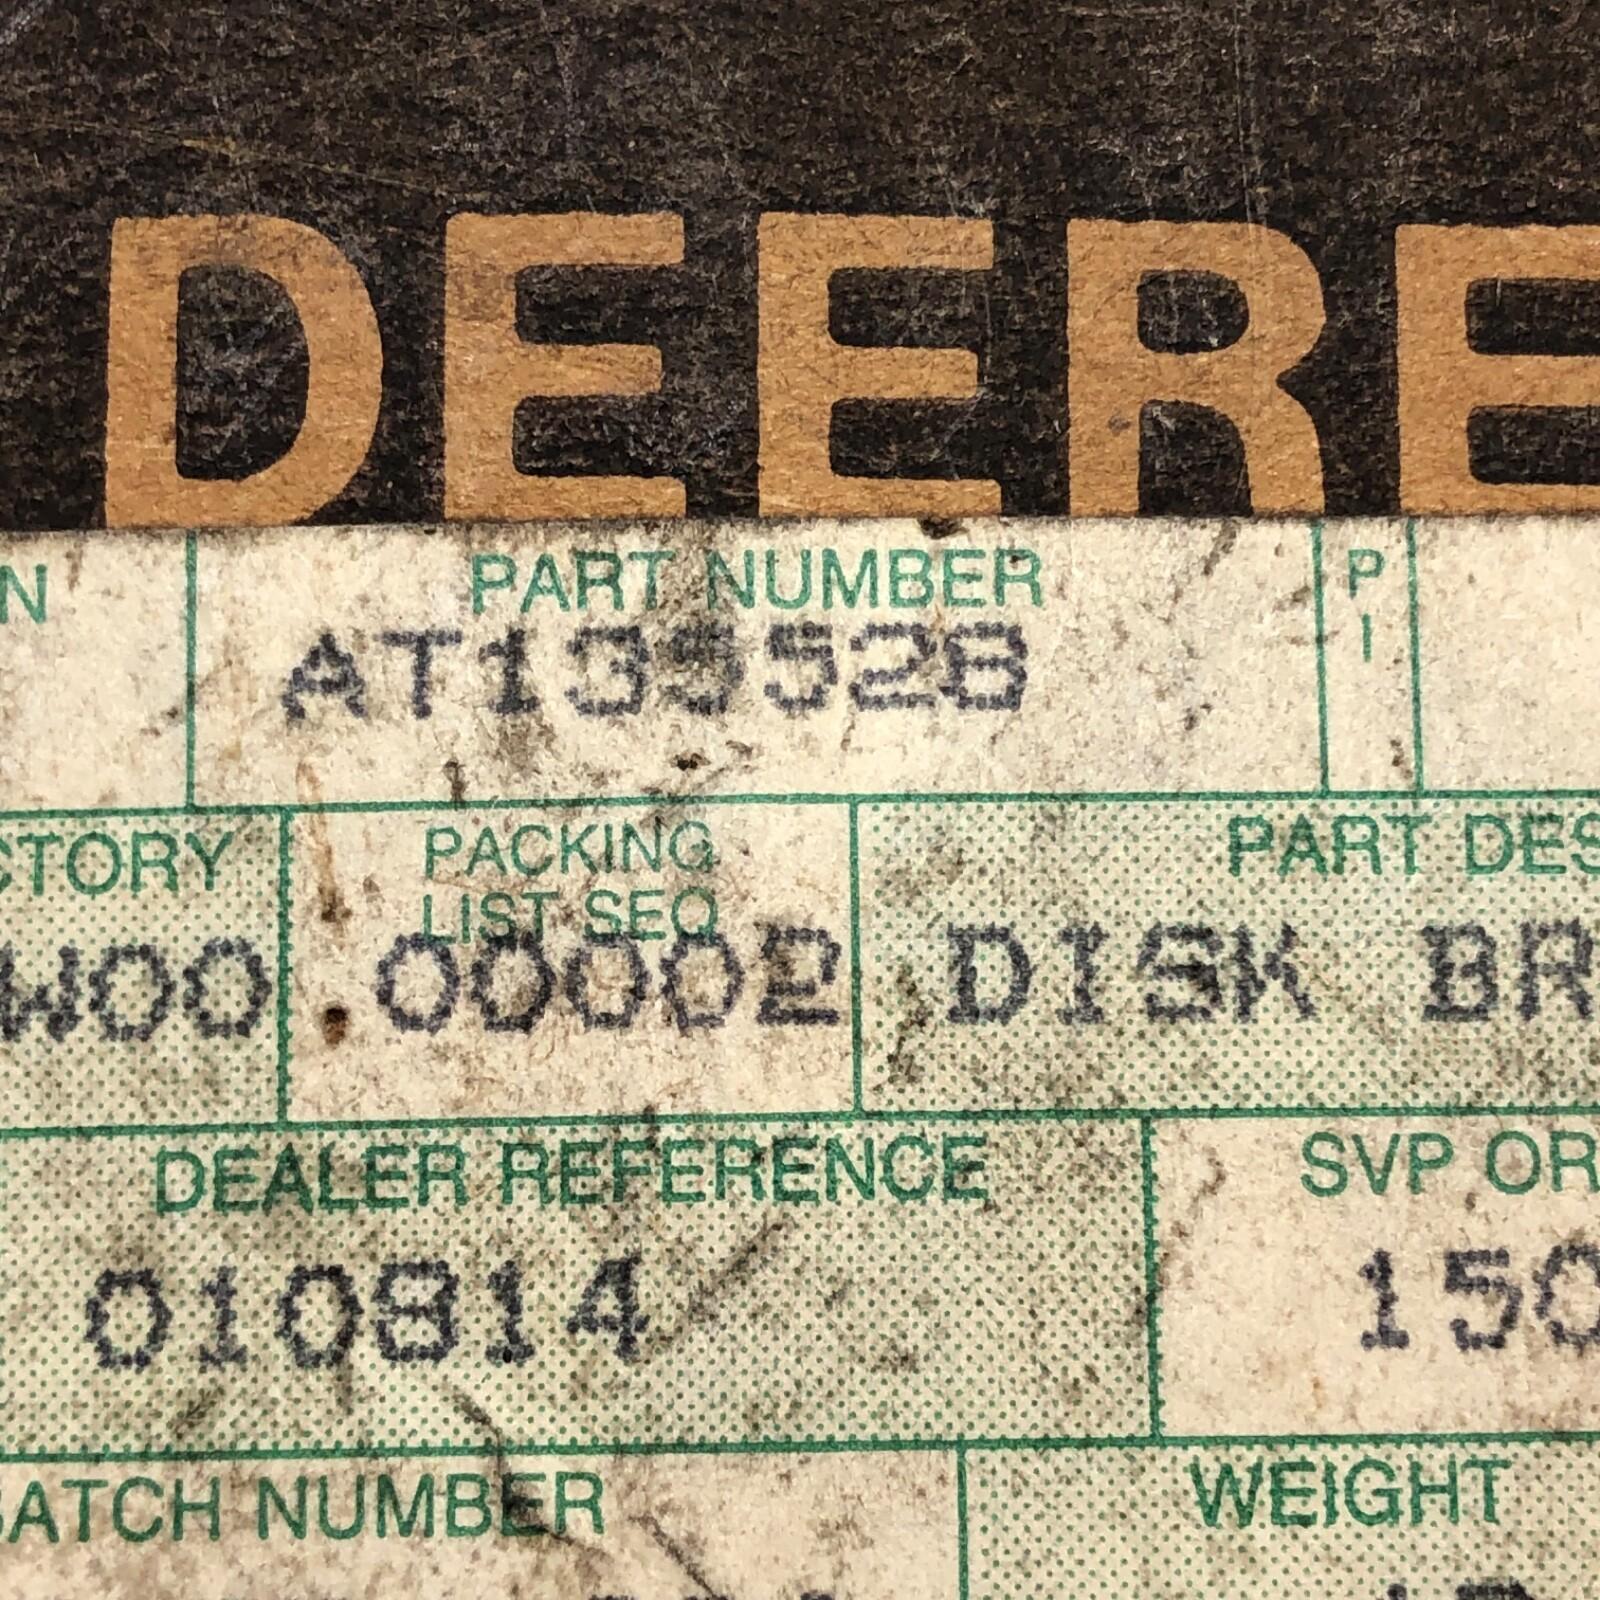 DEERE
N PART NUMBER P
AT139528 I
CTORY PACKING PART DES
LIST SEQ
W00 00002 DISK BR
DEALER REFERENCE SVP OR
010814 150
BATCH NUMBER WEIGHT